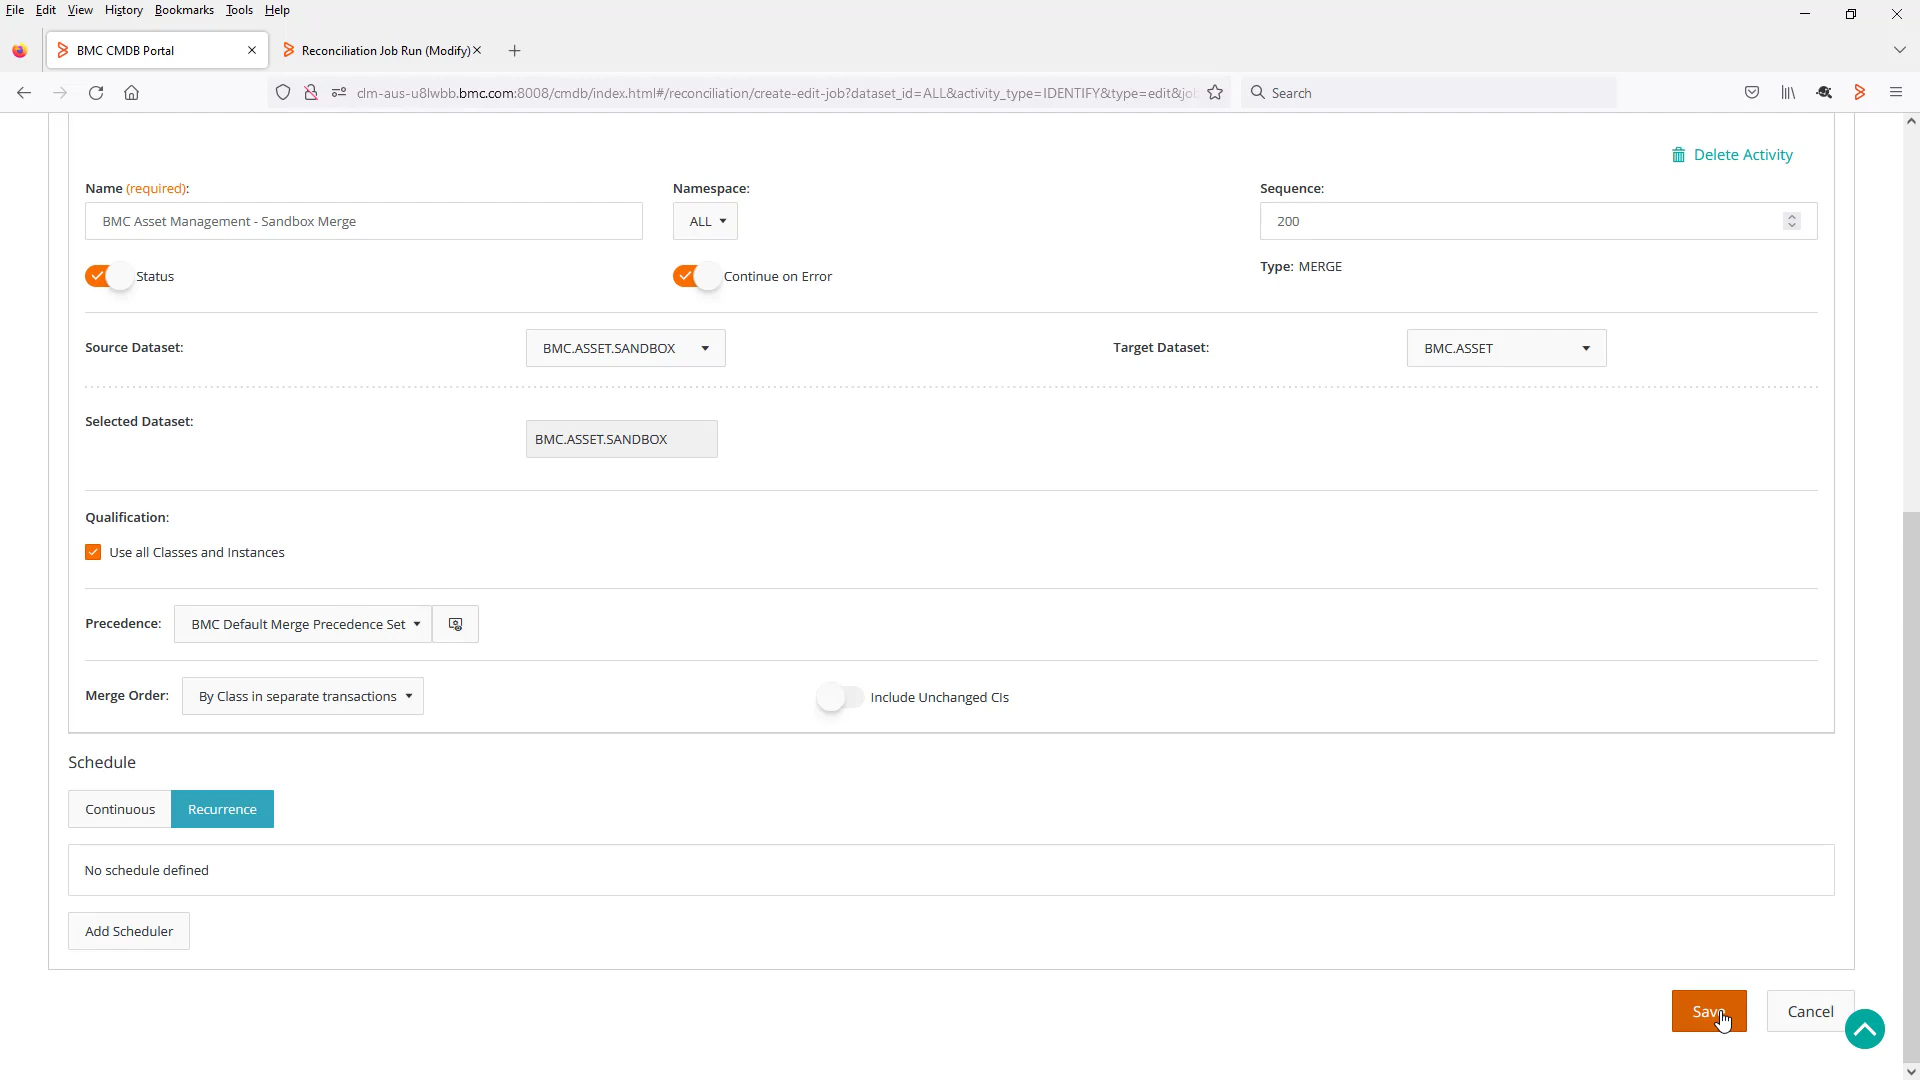 File Edit View History Bookmarks Tools Help
BMC CMDB Portal
Reconciliation Job Run (Modify)
clm-aus-u8lwbb.bmc.com:8008/cmdb/index.html#/reconciliation/create-edit-job?dataset_id=ALL&activity_type=IDENTIFY&type=edit&jo
Search
Delete Activity
Name (required): Namespace: Sequence:
BMC Asset Management - Sandbox Merge ALL 200
Status Continue on Error Type: MERGE
Source Dataset: BMC.ASSET.SANDBOX Target Dataset: BMC.ASSET
Selected Dataset: BMC.ASSET.SANDBOX
Qualification:
Use all Classes and Instances
Precedence: BMC Default Merge Precedence Set
Merge Order: By Class in separate transactions Include Unchanged CIs
Schedule
Continuous Recurrence
No schedule defined
Add Scheduler
Save Cancel